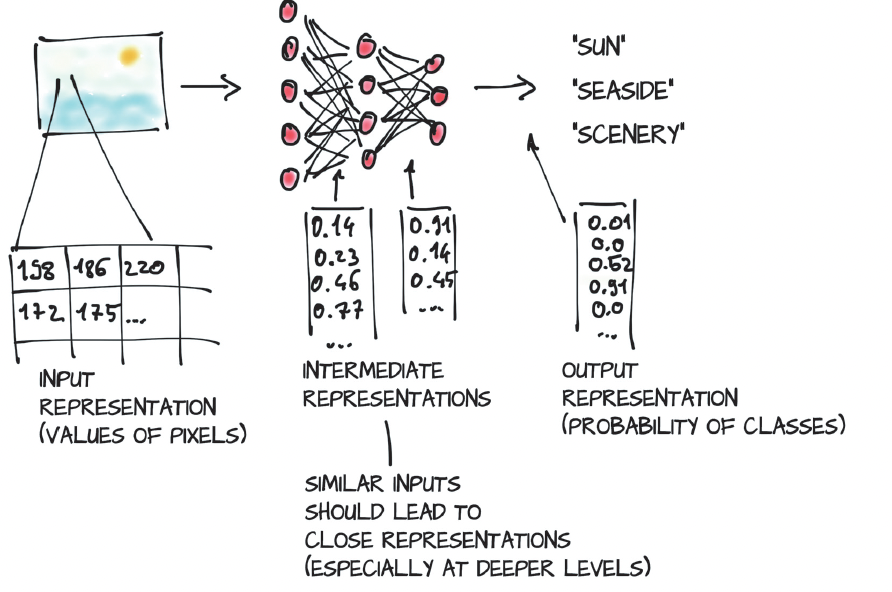 "SUN"
"SEASIDE"
"SCENERY"
158 186 220
172 175 ...
0.14
0.23
0.46
0.77
...
0.91
0.14
0.45
...
0.01
0.0
0.52
0.91
0.0
...
INPUT
REPRESENTATION
(VALUES OF PIXELS)
INTERMEDIATE
REPRESENTATIONS
OUTPUT
REPRESENTATION
(PROBABILITY OF CLASSES)
SIMILAR INPUTS
SHOULD LEAD TO
CLOSE REPRESENTATIONS
(ESPECIALLY AT DEEPER LEVELS)